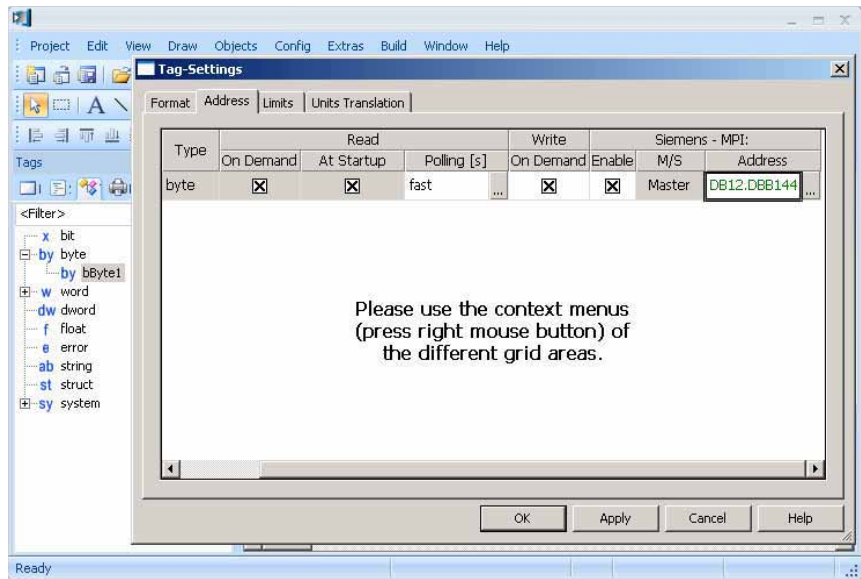 Project Edit View Draw Objects Config Extras Build Window Help
Tag-Settings
A
Format Address Limits Units Translation
Tags
<Filter>
x bit
by byte
by bByte1
w word
dw dword
f float
e error
ab string
st struct
sy system
Type Read Write Siemens - MPI:
On Demand At Startup Polling [s] On Demand Enable M/S Address
byte fast ... Master DB12.DBB144 ...
Please use the context menus
(press right mouse button) of
the different grid areas.
OK Apply Cancel Help
Ready